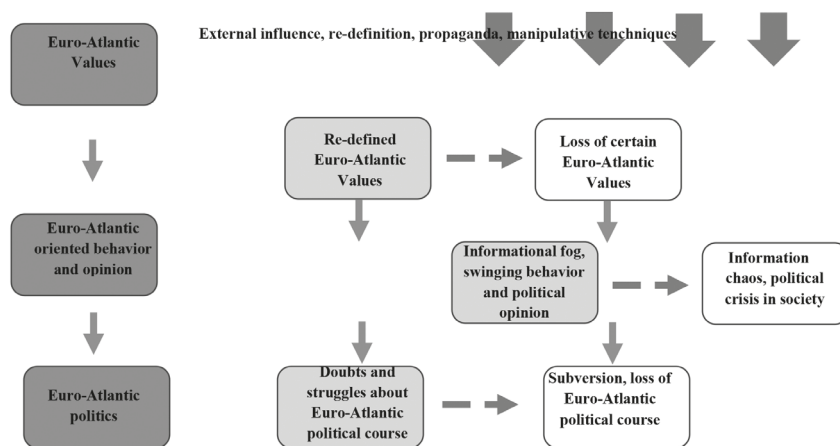 Euro-Atlantic
Values
External influence, re-definition, propaganda, manipulative tenchniques
Re-defined
Euro-Atlantic
Values
Loss of certain
Euro-Atlantic
Values
Euro-Atlantic
oriented behavior
and opinion
Informational fog,
swinging behavior
and political
opinion
Information
chaos, political
crisis in society
Euro-Atlantic
politics
Doubts and
struggles about
Euro-Atlantic
political course
Subversion, loss of
Euro-Atlantic
political course